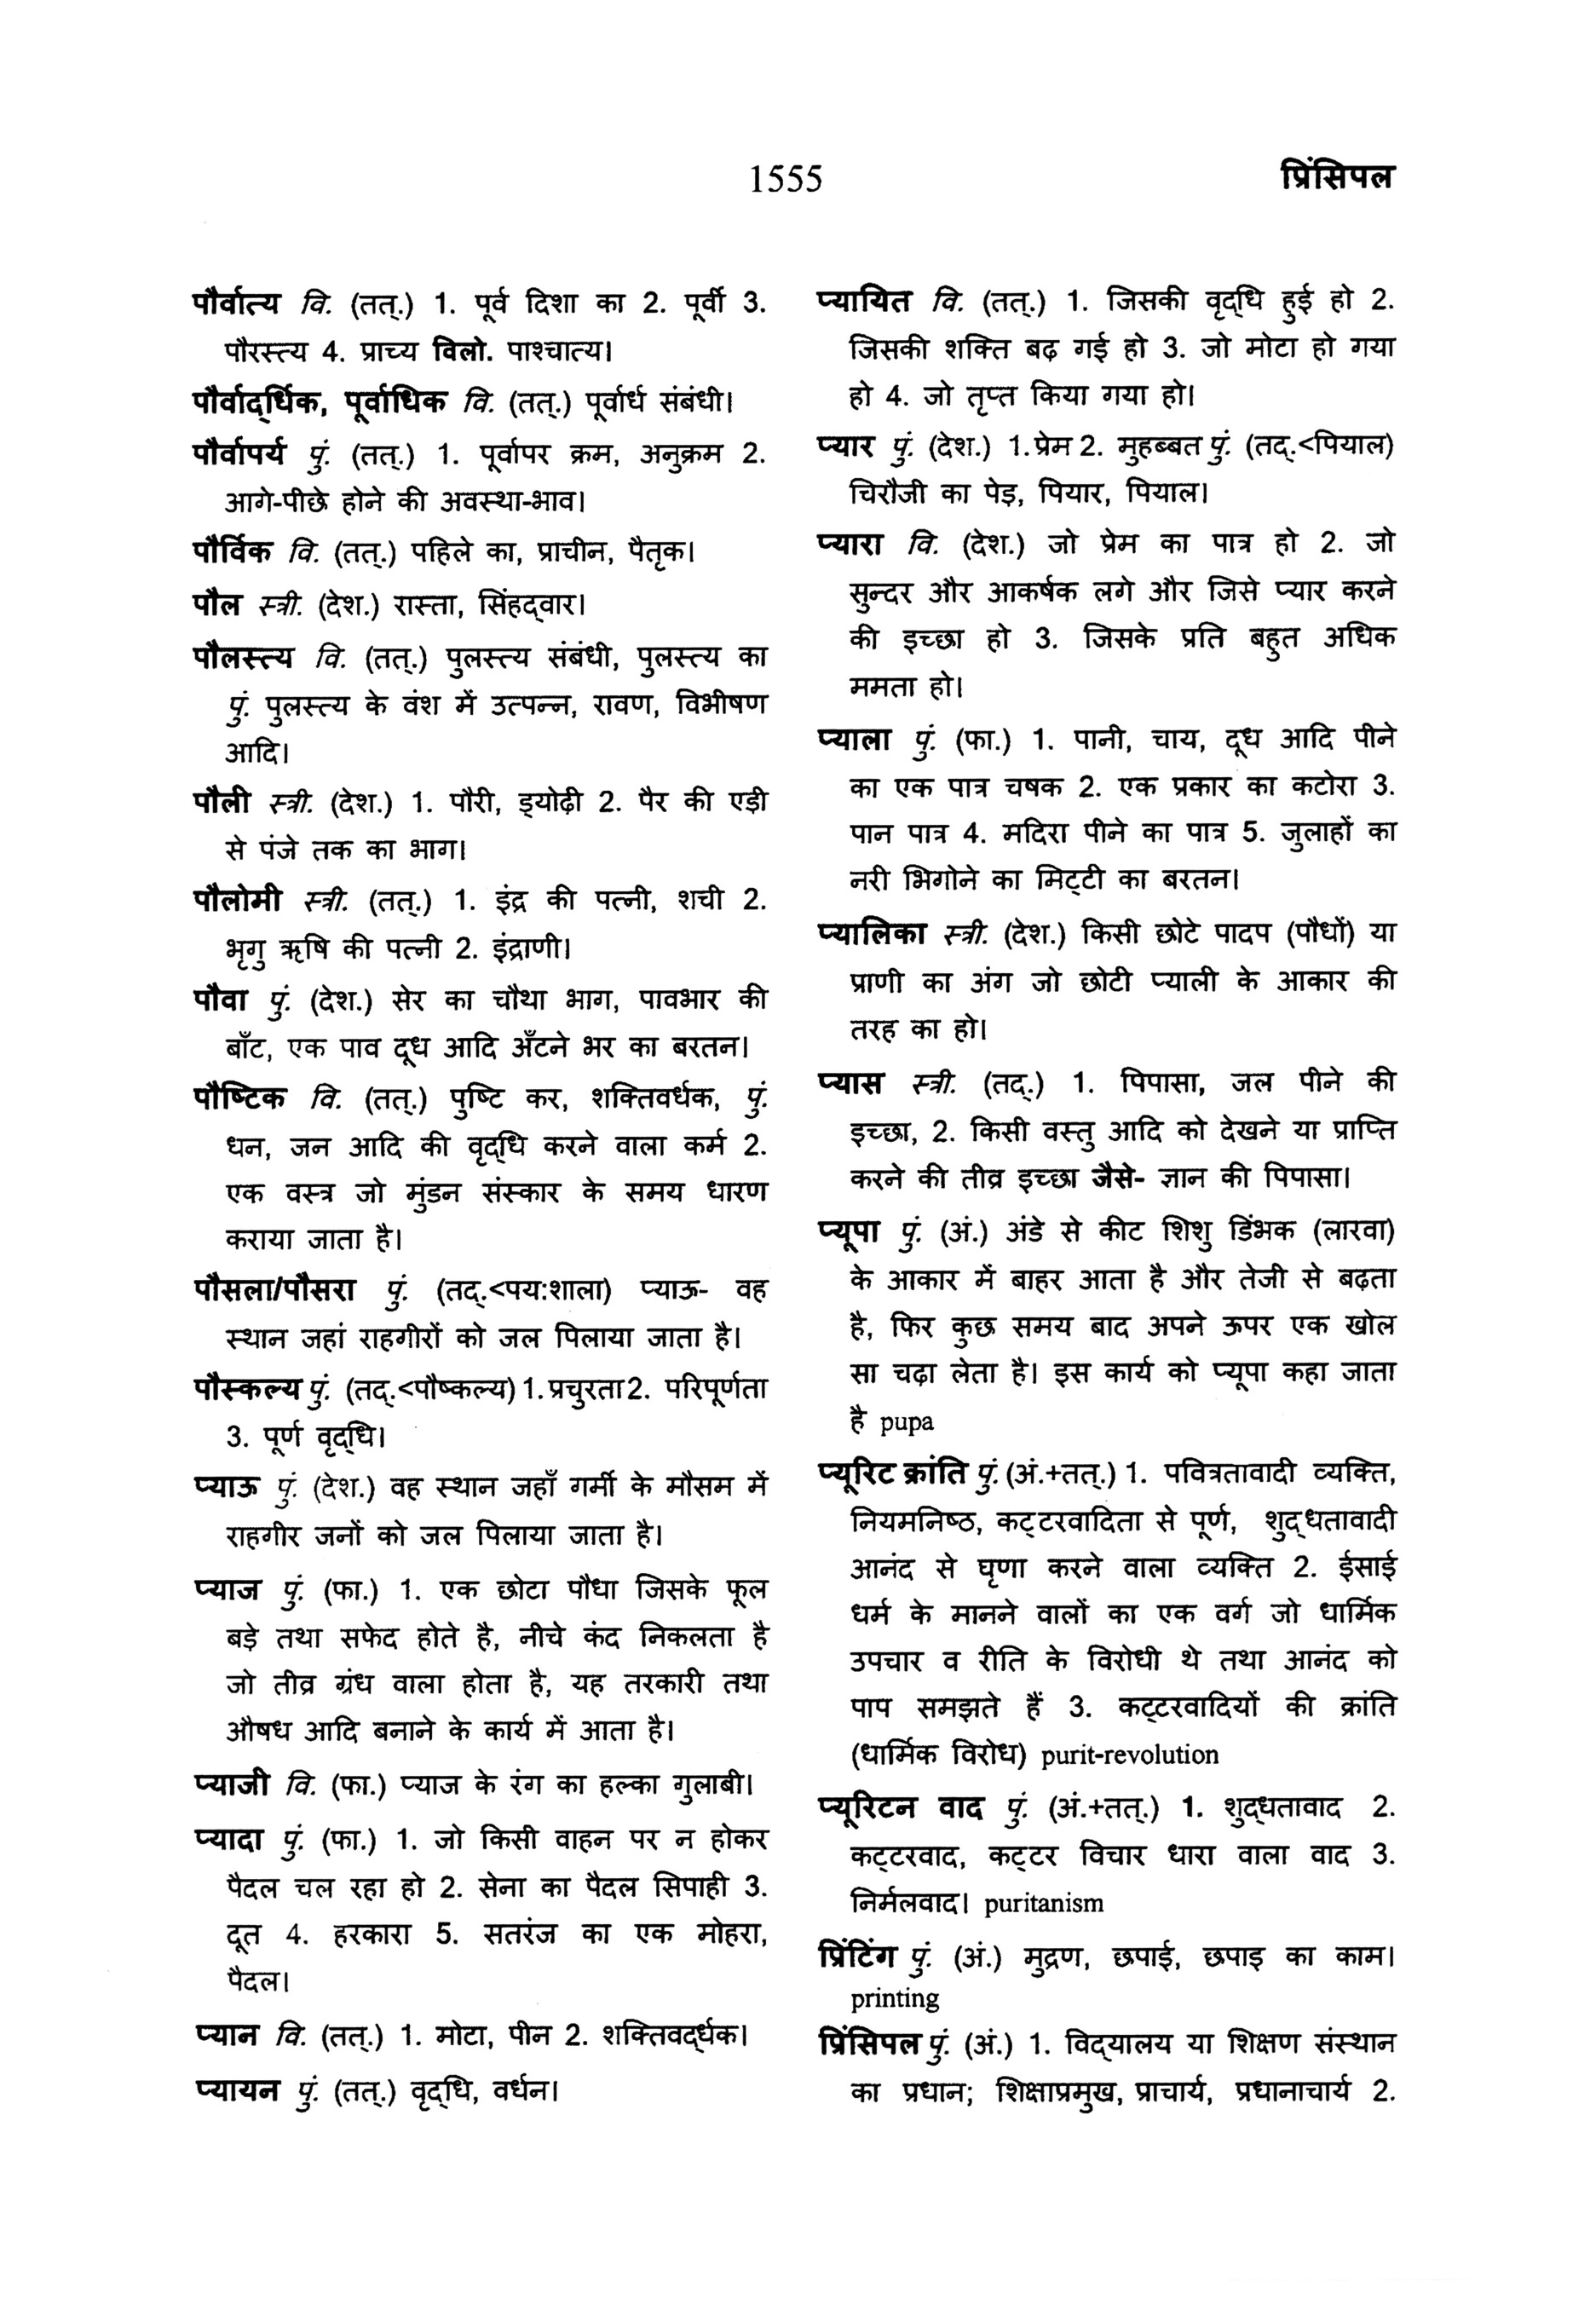 1555
प्रिंसिपल
पौर्वात्य वि. (तत्.) 1. पूर्व दिशा का 2. पूर्वी 3.
पौरस्त्य 4. प्राच्य विलो. पाश्चात्य।
पौर्वाद्र्धिक, पूर्वाधिक वि. (तत्.) पूर्वार्ध संबंधी।
पौर्वापर्य पुं. (तत्.) 1. पूर्वापर क्रम, अनुक्रम 2.
आगे-पीछे होने की अवस्था-भाव।
पौर्विक वि. (तत्.) पहिले का, प्राचीन, पैतृक।
पौल स्त्री. (देश.) रास्ता, सिंहद्वार।
पौलस्त्य वि. (तत्.) पुलस्त्य संबंधी, पुलस्त्य का
पुं. पुलस्त्य के वंश में उत्पन्न, रावण, विभीषण
आदि।
पौली स्त्री. (देश.) 1. पौरी, ड्योढ़ी 2. पैर की एड़ी
से पंजे तक का भाग।
पौलोमी स्त्री. (तत्.) 1. इंद्र की पत्नी, शची 2.
भृगु ऋषि की पत्नी 2. इंद्राणी।
पौवा पुं. (देश.) सेर का चौथा भाग, पावभार की
बाँट, एक पाव दूध आदि अँटने भर का बरतन।
पौष्टिक वि. (तत्.) पुष्टि कर, शक्तिवर्धक, पुं.
धन, जन आदि की वृद्धि करने वाला कर्म 2.
एक वस्त्र जो मुंडन संस्कार के समय धारण
कराया जाता है।
पौसला/पौसरा पुं. (तद्.<पय:शाला) प्याऊ- वह
स्थान जहां राहगीरों को जल पिलाया जाता है।
पौस्कल्य पुं. (तद्.<पौष्कल्य) 1. प्रचुरता 2. परिपूर्णता
3. पूर्ण वृद्धि।
प्याऊ पुं. (देश.) वह स्थान जहाँ गर्मी के मौसम में
राहगीर जनों को जल पिलाया जाता है।
प्याज पुं. (फा.) 1. एक छोटा पौधा जिसके फूल
बड़े तथा सफेद होते है, नीचे कंद निकलता है
जो तीव्र ग्रंध वाला होता है, यह तरकारी तथा
औषध आदि बनाने के कार्य में आता है।
प्याजी वि. (फा.) प्याज के रंग का हल्का गुलाबी।
प्यादा पुं. (फा.) 1. जो किसी वाहन पर न होकर
पैदल चल रहा हो 2. सेना का पैदल सिपाही 3.
दूत 4. हरकारा 5. सतरंज का एक मोहरा,
पैदल।
प्यान वि. (तत्.) 1. मोटा, पीन 2. शक्तिवर्द्धक।
प्यायन पुं. (तत्.) वृद्धि, वर्धन।
प्यायित वि. (तत्.) 1. जिसकी वृद्धि हुई हो 2.
जिसकी शक्ति बढ़ गई हो 3. जो मोटा हो गया
हो 4. जो तृप्त किया गया हो।
प्यार पुं. (देश.) 1. प्रेम 2. मुहब्बत पुं. (तद्.<पियाल)
चिरौजी का पेड़, पियार, पियाल।
प्यारा वि. (देश.) जो प्रेम का पात्र हो 2. जो
सुन्दर और आकर्षक लगे और जिसे प्यार करने
की इच्छा हो 3. जिसके प्रति बहुत अधिक
ममता हो।
प्याला पुं. (फा.) 1. पानी, चाय, दूध आदि पीने
का एक पात्र चषक 2. एक प्रकार का कटोरा 3.
पान पात्र 4. मदिरा पीने का पात्र 5. जुलाहों का
नरी भिगोने का मिट्टी का बरतन।
प्यालिका स्त्री. (देश.) किसी छोटे पादप (पौधों) या
प्राणी का अंग जो छोटी प्याली के आकार की
तरह का हो।
प्यास स्त्री. (तद्.) 1. पिपासा, जल पीने की
इच्छा, 2. किसी वस्तु आदि को देखने या प्राप्ति
करने की तीव्र इच्छा जैसे- ज्ञान की पिपासा।
प्यूपा पुं. (अं.) अंडे से कीट शिशु डिंभक (लारवा)
के आकार में बाहर आता है और तेजी से बढ़ता
है, फिर कुछ समय बाद अपने ऊपर एक खोल
सा चढ़ा लेता है। इस कार्य को प्यूपा कहा जाता
है pupa
प्यूरिट क्रांति पुं. (अं.+तत्.) 1. पवित्रतावादी व्यक्ति,
नियमनिष्ठ, कट्टरवादिता से पूर्ण, शुद्धतावादी
आनंद से घृणा करने वाला व्यक्ति 2. ईसाई
धर्म के मानने वालों का एक वर्ग जो धार्मिक
उपचार व रीति के विरोधी थे तथा आनंद को
पाप समझते हैं 3. कट्टरवादियों की क्रांति
(धार्मिक विरोध) purit-revolution
प्यूरिटन वाद पुं. (अं.+तत्.) 1. शुद्धतावाद 2.
कट्टरवाद, कट्टर विचार धारा वाला वाद 3.
निर्मलवाद। puritanism
प्रिंटिंग पुं. (अं.) मुद्रण, छपाई, छपाइ का काम।
printing
प्रिंसिपल पुं. (अं.) 1. विद्यालय या शिक्षण संस्थान
का प्रधान; शिक्षाप्रमुख, प्राचार्य, प्रधानाचार्य 2.